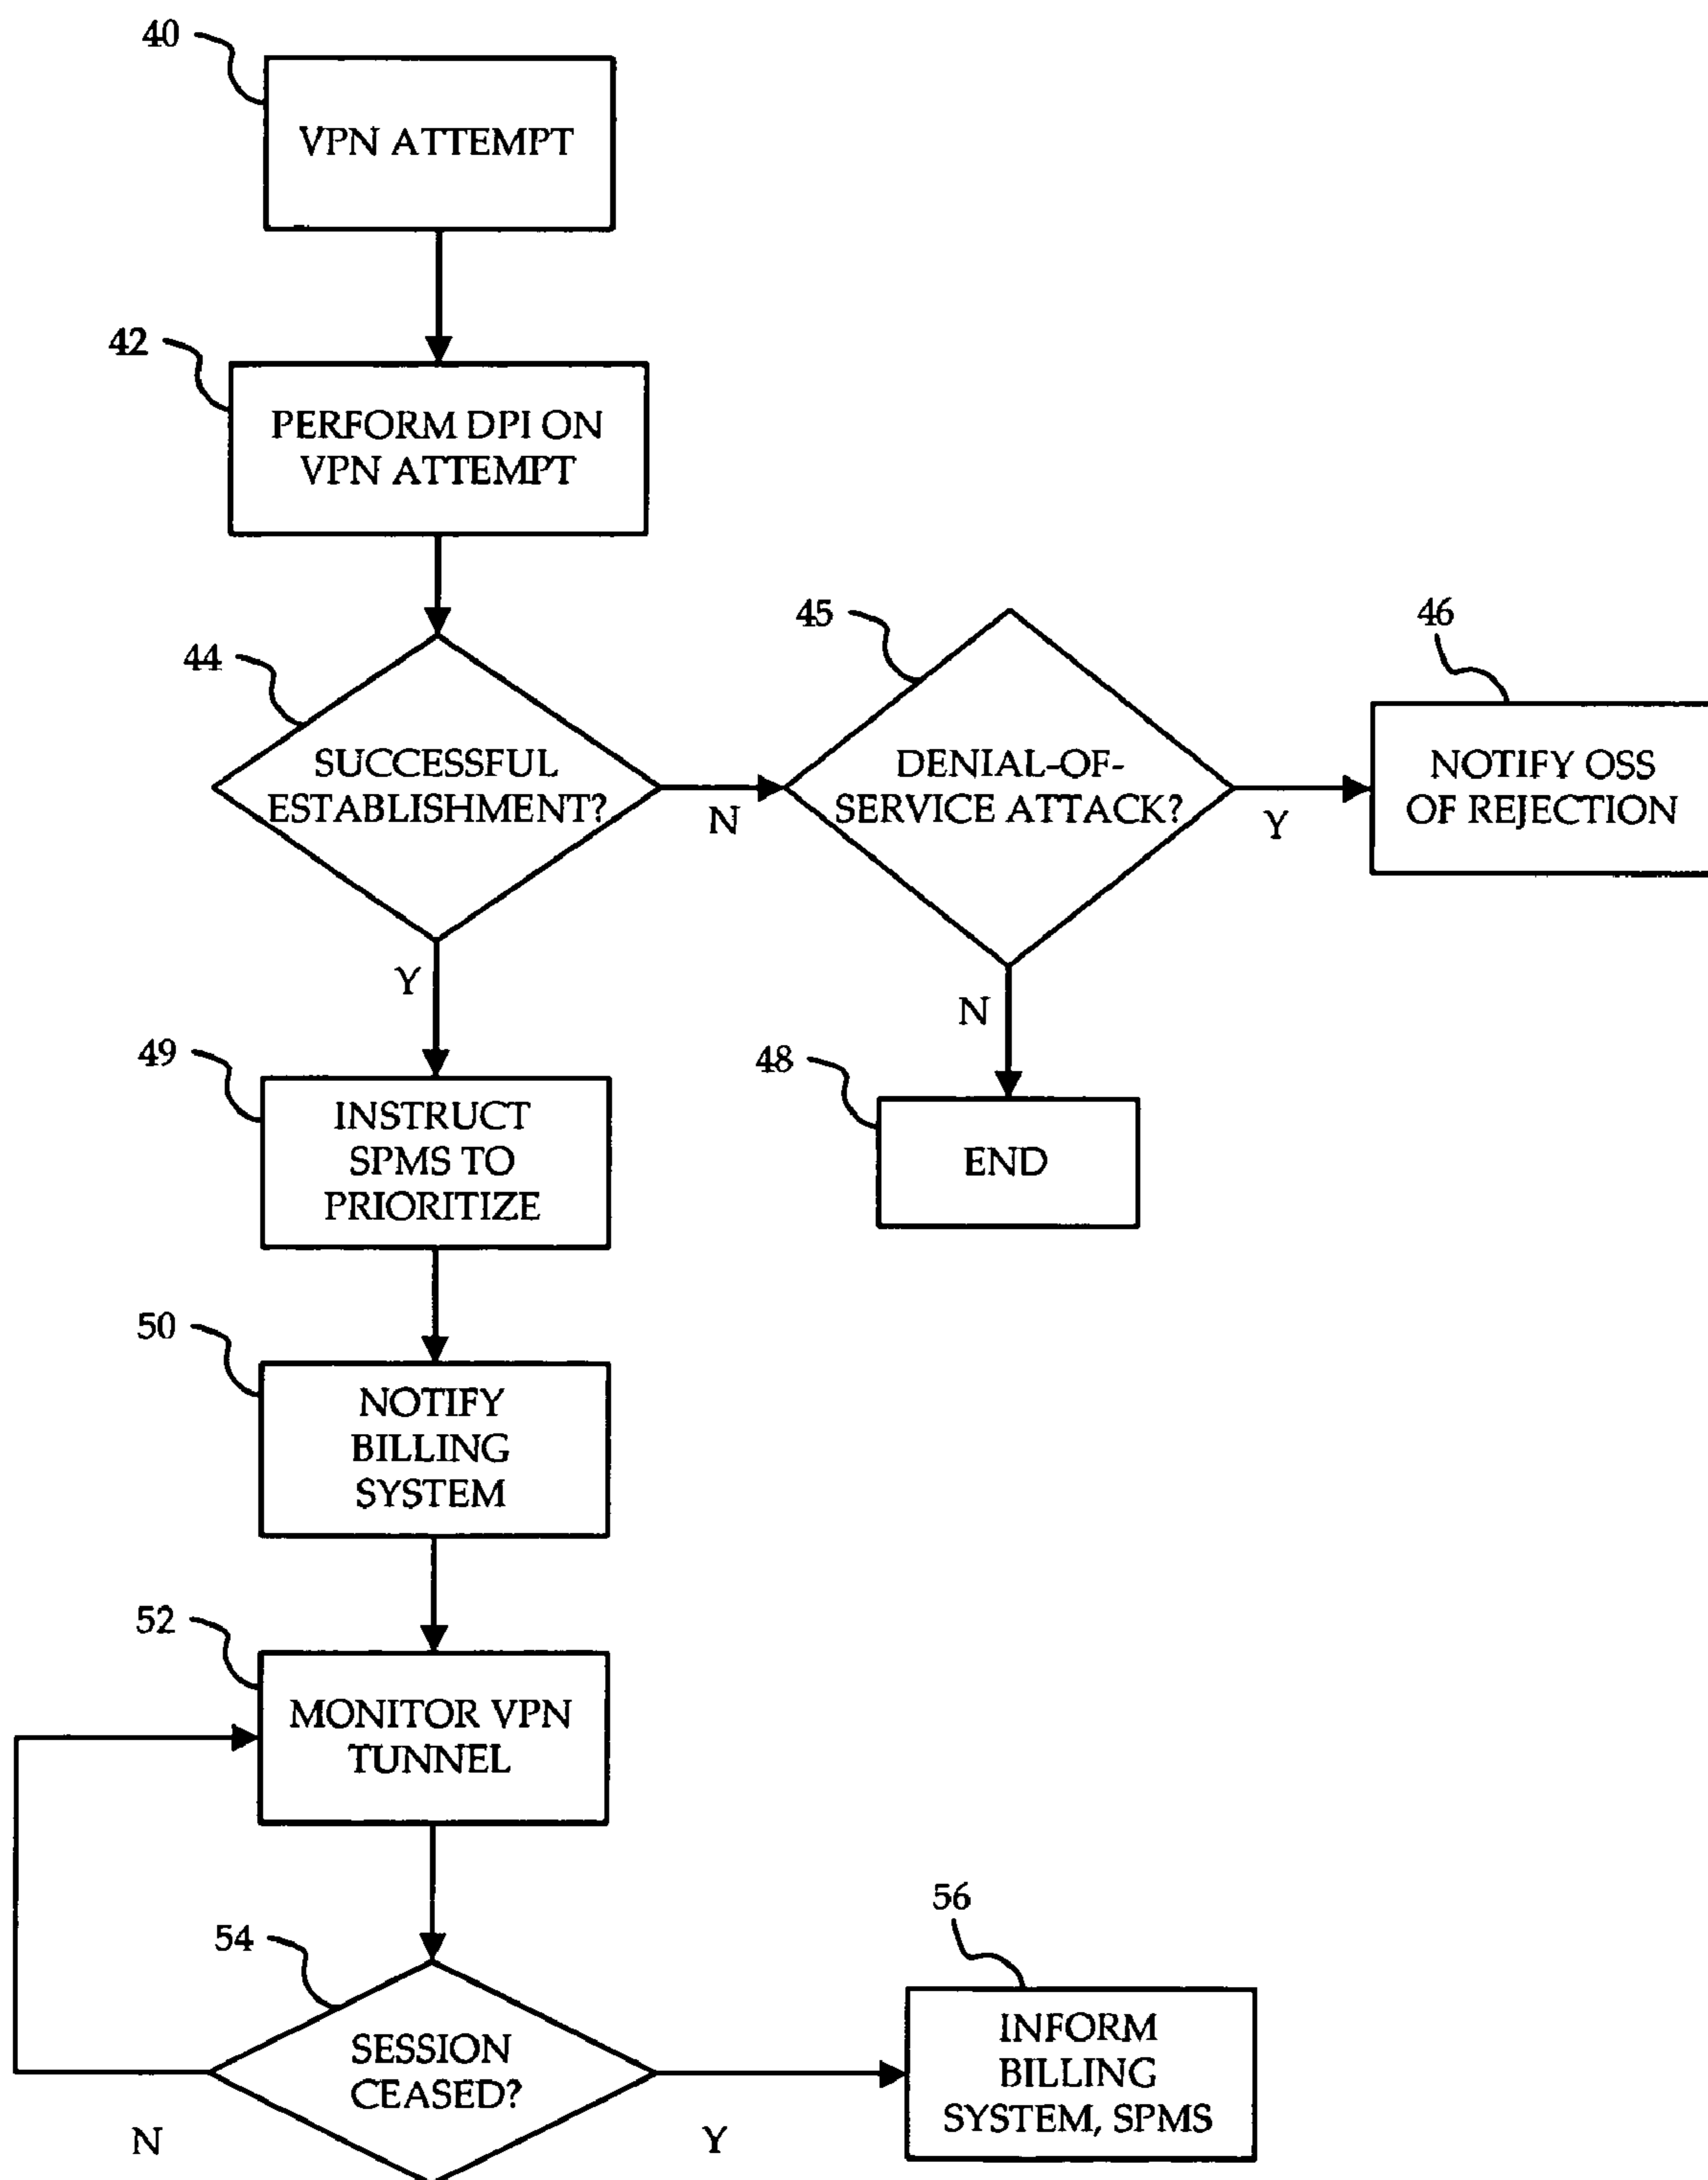 40
VPN ATTEMPT
42
PERFORM DPI ON
VPN ATTEMPT
44
SUCCESSFUL
ESTABLISHMENT?
N
Y
45
DENIAL-OF-
SERVICE ATTACK?
Y
N
46
NOTIFY OSS
OF REJECTION
48
END
49
INSTRUCT
SPMS TO
PRIORITIZE
50
NOTIFY
BILLING
SYSTEM
52
MONITOR VPN
TUNNEL
54
SESSION
CEASED?
N
Y
56
INFORM
BILLING
SYSTEM, SPMS